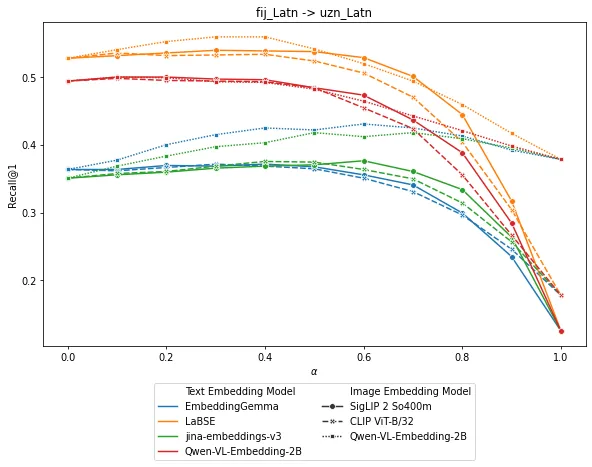 fij_Latn -> uzn_Latn
Recall@1
0.5
0.4
0.3
0.2
0.0
0.2
0.4
0.6
0.8
1.0
α
Text Embedding Model
EmbeddingGemma
LaBSE
jina-embeddings-v3
Qwen-VL-Embedding-2B
Image Embedding Model
SigLIP 2 So400m
CLIP ViT-B/32
Qwen-VL-Embedding-2B